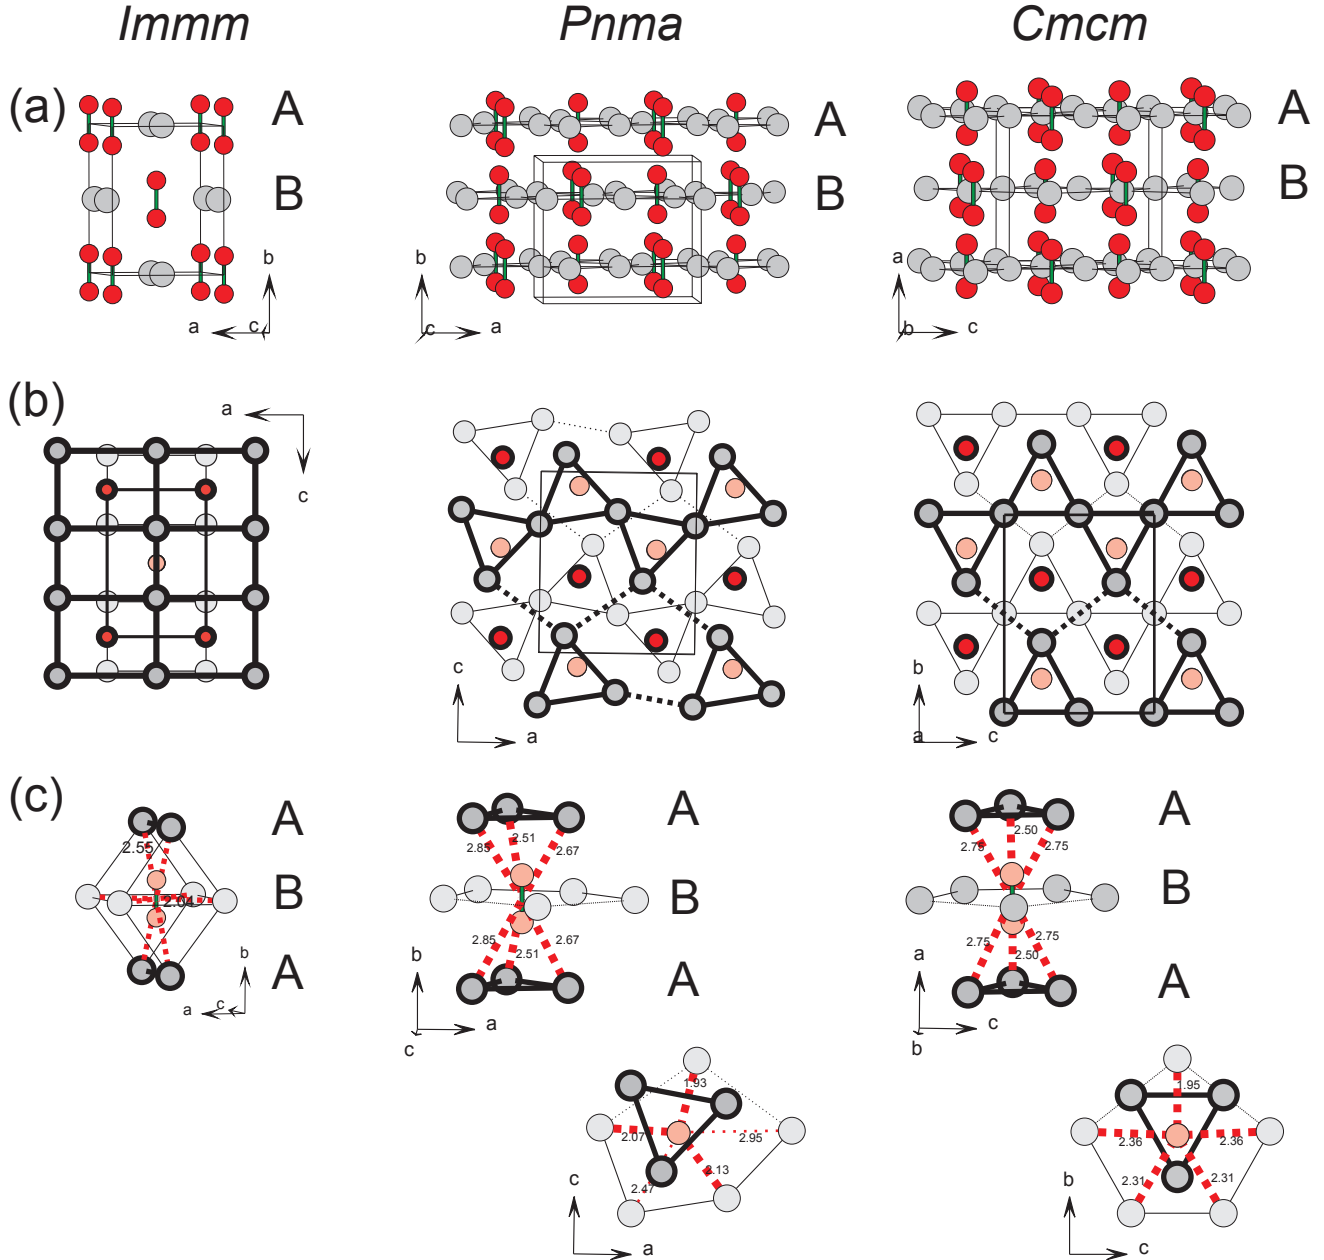 Immm Pnma Cmcm
(a) A A A
B B B
b b a
a c c a b c
(b)
a
c
c b
a a c
(c) A A A
2.55 2.85 2.51 2.67 2.75 2.50 2.75
B B B
2.04
2.85 2.51 2.67 2.75 2.50 2.75
A A A
b b a
a c c a b c
1.93 1.95
2.07 2.95 2.36 2.36
2.13
2.47 2.31 2.31
c b
a c